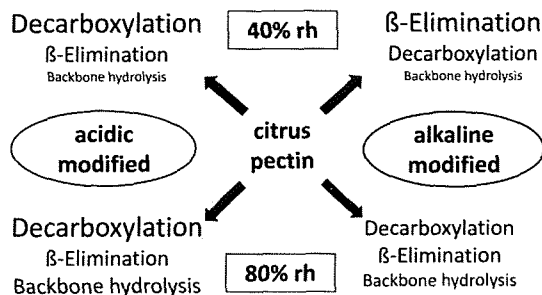 Decarboxylation
ß-Elimination
Backbone hydrolysis
40% rh
ß-Elimination
Decarboxylation
Backbone hydrolysis
acidic
modified
citrus
pectin
alkaline
modified
Decarboxylation
ß-Elimination
Backbone hydrolysis
80% rh
Decarboxylation
ß-Elimination
Backbone hydrolysis